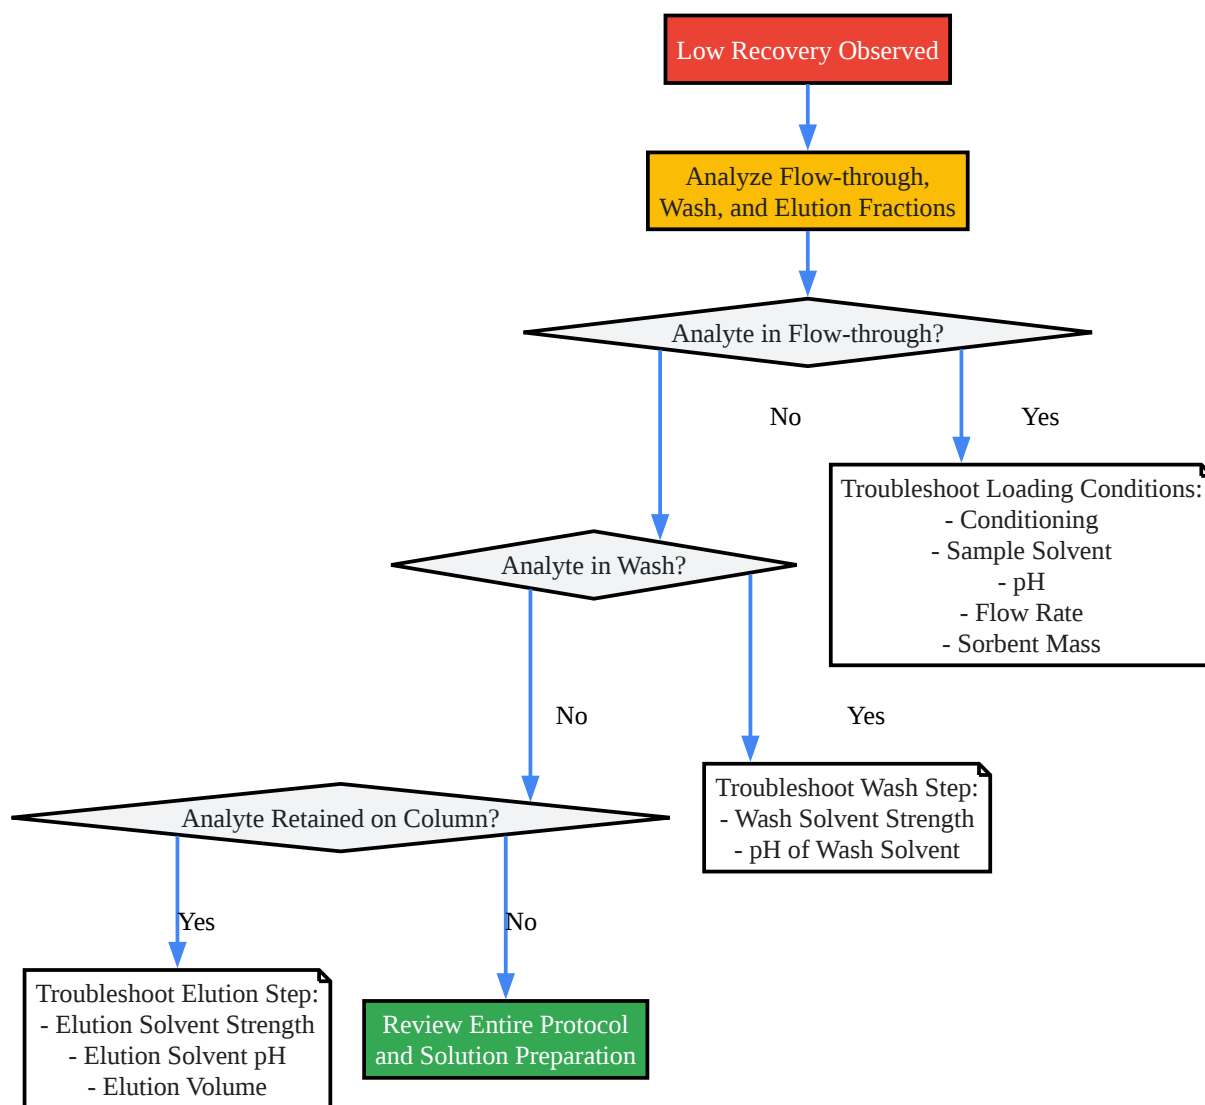 Low Recovery Observed
Analyze Flow-through,
Wash, and Elution Fractions
Analyte in Flow-through?
No
Yes
Troubleshoot Loading Conditions:
- Conditioning
- Sample Solvent
- pH
- Flow Rate
- Sorbent Mass
Analyte in Wash?
No
Yes
Troubleshoot Wash Step:
- Wash Solvent Strength
- pH of Wash Solvent
Analyte Retained on Column?
Yes
No
Troubleshoot Elution Step:
- Elution Solvent Strength
- Elution Solvent pH
- Elution Volume
Review Entire Protocol
and Solution Preparation